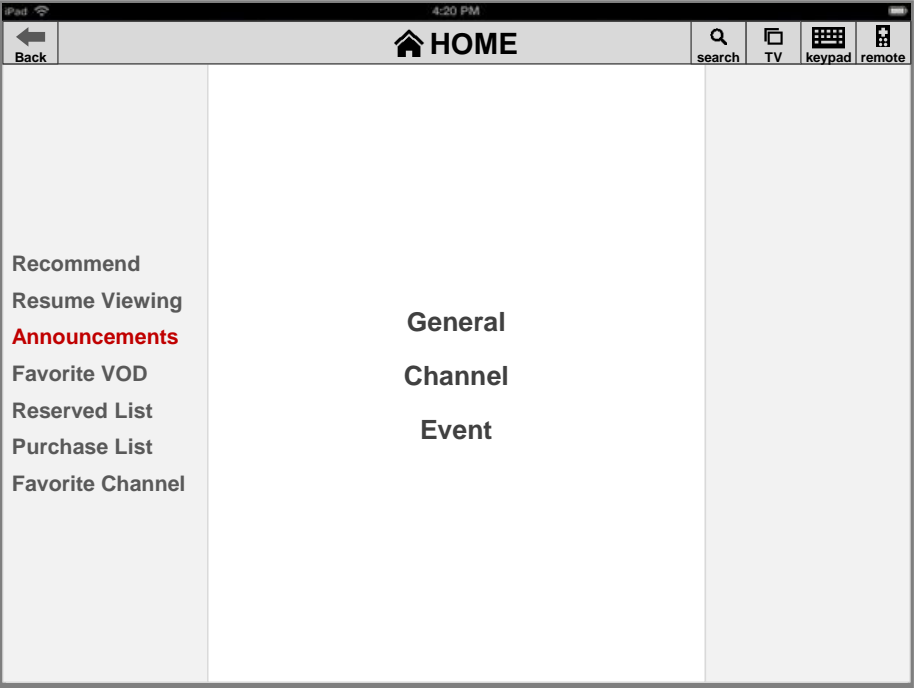 iPad
4:20 PM
Back
HOME
search
TV
keypad
remote
Recommend
Resume Viewing
Announcements
Favorite VOD
Reserved List
Purchase List
Favorite Channel
General
Channel
Event